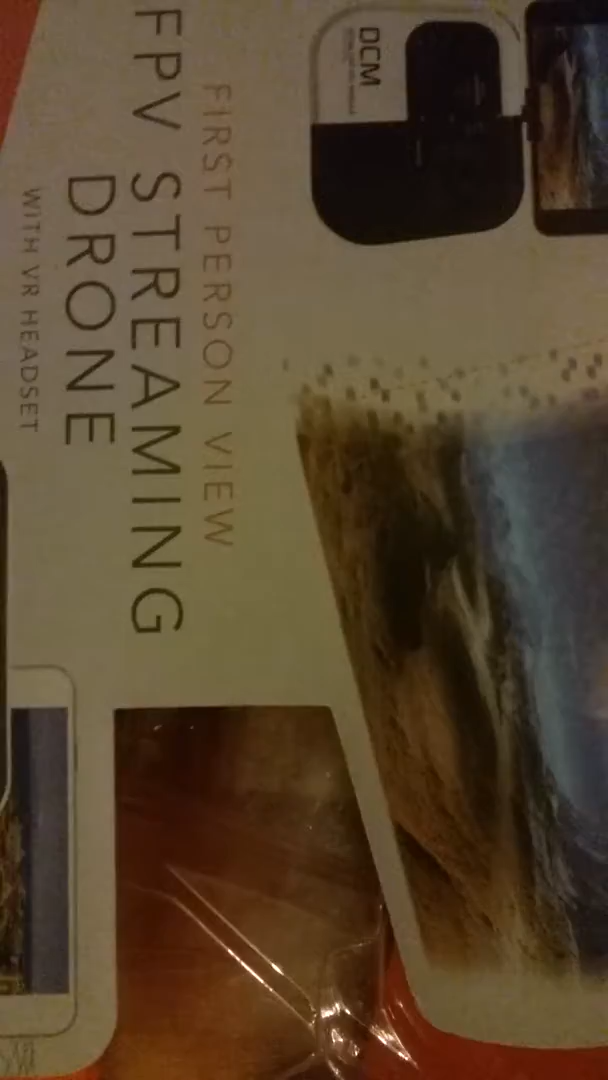 DCM
FIRST PERSON VIEW
FPV STREAMING
DRONE
WITH VR HEADSET